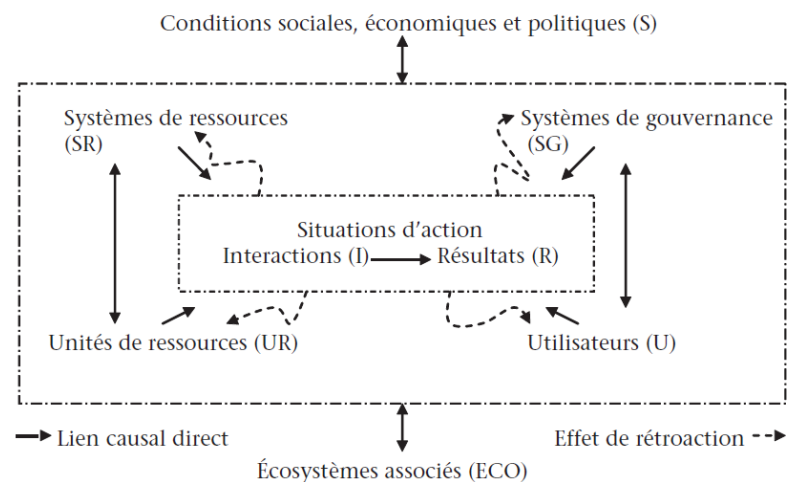 Conditions sociales, économiques et politiques (S)
Systèmes de ressources
(SR)
Systèmes de gouvernance
(SG)
Situations d'action
Interactions (I)
Résultats (R)
Unités de ressources (UR)
Utilisateurs (U)
Lien causal direct
Effet de rétroaction
Écosystèmes associés (ECO)